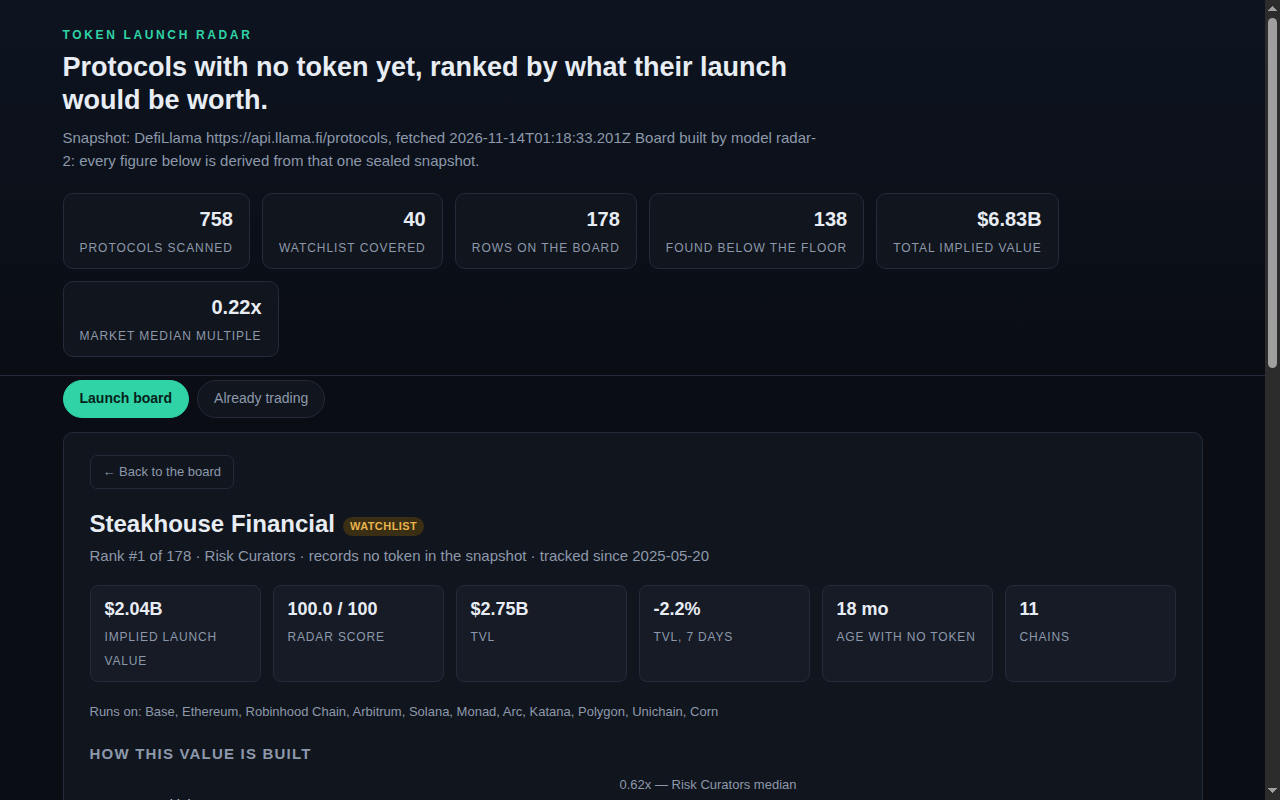 TOKEN LAUNCH RADAR
Protocols with no token yet, ranked by what their launch
would be worth.
Snapshot: DefiLlama https://api.llama.fi/protocols, fetched 2026-11-14T01:18:33.201Z Board built by model radar-
2: every figure below is derived from that one sealed snapshot.
758
PROTOCOLS SCANNED
40
WATCHLIST COVERED
178
ROWS ON THE BOARD
138
FOUND BELOW THE FLOOR
$6.83B
TOTAL IMPLIED VALUE
0.22x
MARKET MEDIAN MULTIPLE
Launch board
Already trading
← Back to the board
Steakhouse Financial WATCHLIST
Rank #1 of 178 · Risk Curators · records no token in the snapshot · tracked since 2025-05-20
$2.04B
IMPLIED LAUNCH
VALUE
100.0 / 100
RADAR SCORE
$2.75B
TVL
-2.2%
TVL, 7 DAYS
18 mo
AGE WITH NO TOKEN
11
CHAINS
Runs on: Base, Ethereum, Robinhood Chain, Arbitrum, Solana, Monad, Arc, Katana, Polygon, Unichain, Corn
HOW THIS VALUE IS BUILT
0.62x — Risk Curators median